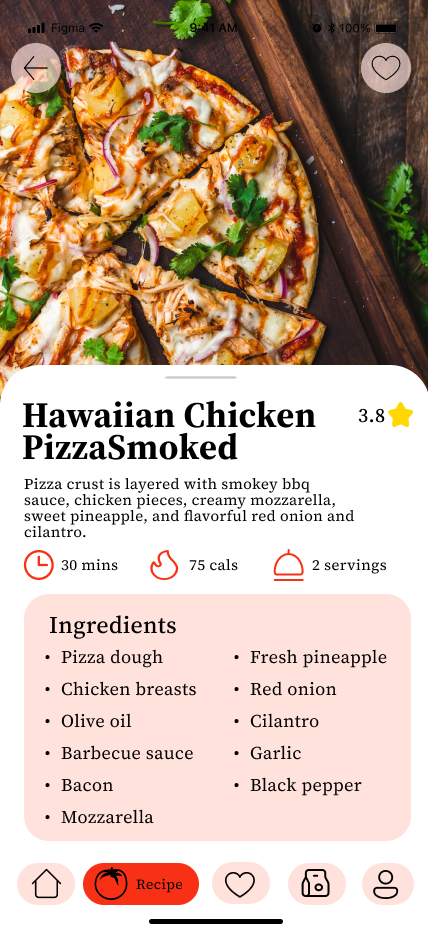 Figma 9:41 AM 100%
Hawaiian Chicken
PizzaSmoked
3.8
Pizza crust is layered with smokey bbq
sauce, chicken pieces, creamy mozzarella,
sweet pineapple, and flavorful red onion and
cilantro.
30 mins 75 cals 2 servings
Ingredients
• Pizza dough
• Chicken breasts
• Olive oil
• Barbecue sauce
• Bacon
• Mozzarella
• Fresh pineapple
• Red onion
• Cilantro
• Garlic
• Black pepper
Recipe